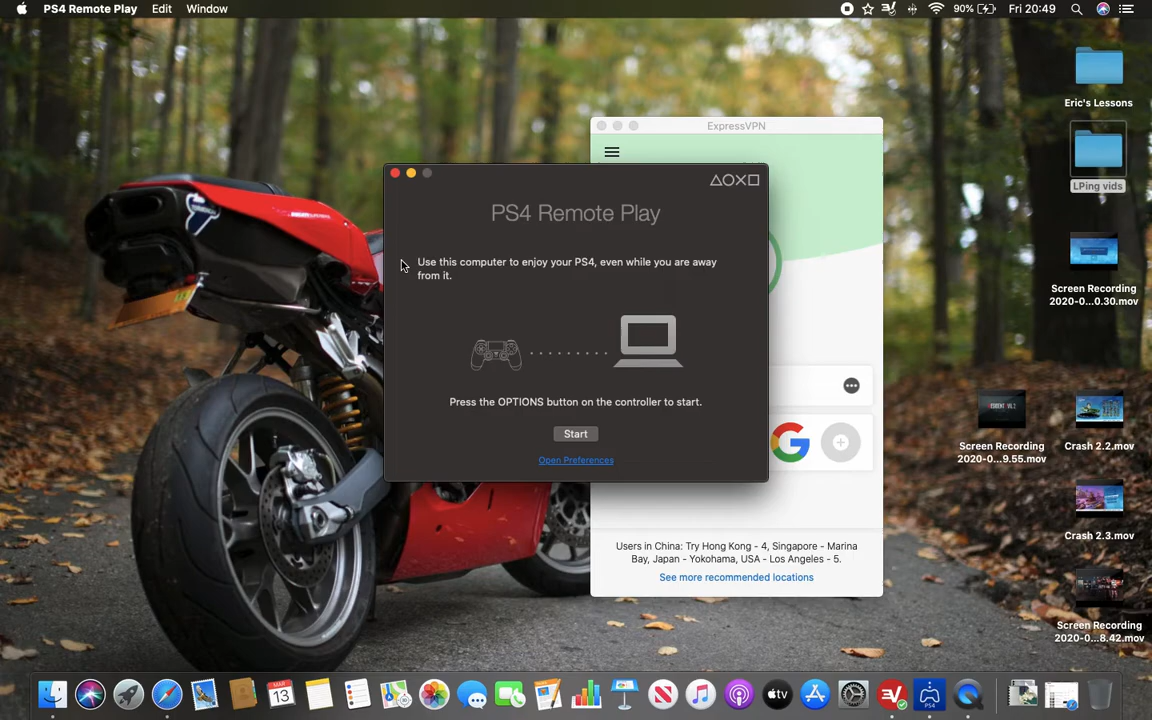 PS4 Remote Play Edit Window
90% Fri 20:49
ExpressVPN
PS4 Remote Play
Use this computer to enjoy your PS4, even while you are away
from it.
Press the OPTIONS button on the controller to start.
Start
Open Preferences
Users in China: Try Hong Kong - 4, Singapore - Marina
Bay, Japan - Yokohama, USA - Los Angeles - 5.
See more recommended locations
Eric's Lessons
LPing vids
Screen Recording
2020-0...0.30.mov
Screen Recording
2020-0...9.55.mov
Crash 2.2.mov
Crash 2.3.mov
Screen Recording
2020-0...8.42.mov
MAR
13
tv
PS4